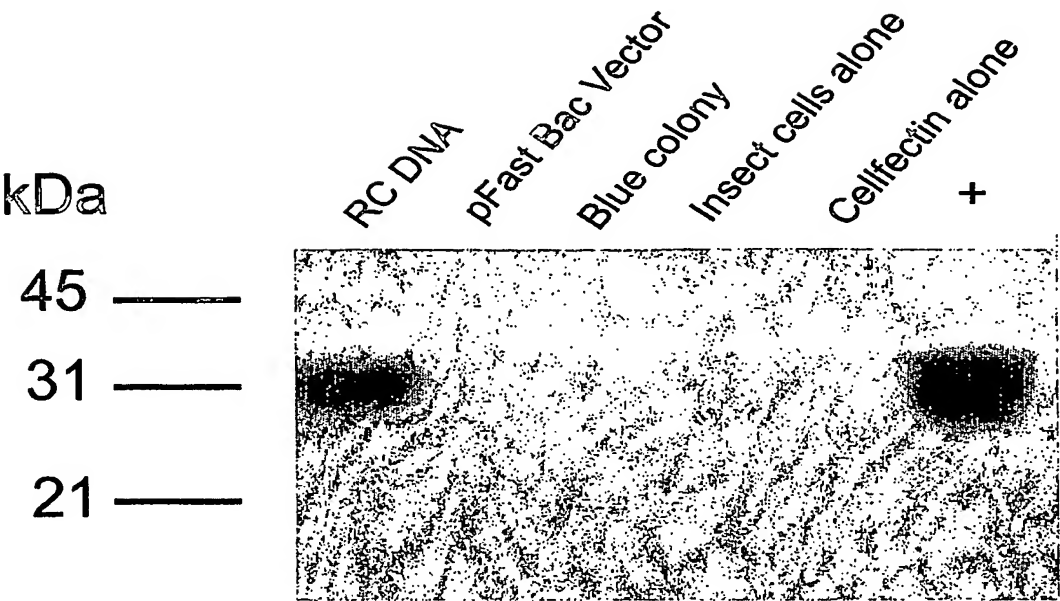 RC DNA
pFast Bac Vector
Blue colony
Insect cells alone
Cellfectin alone
+
kDa
45
31
21